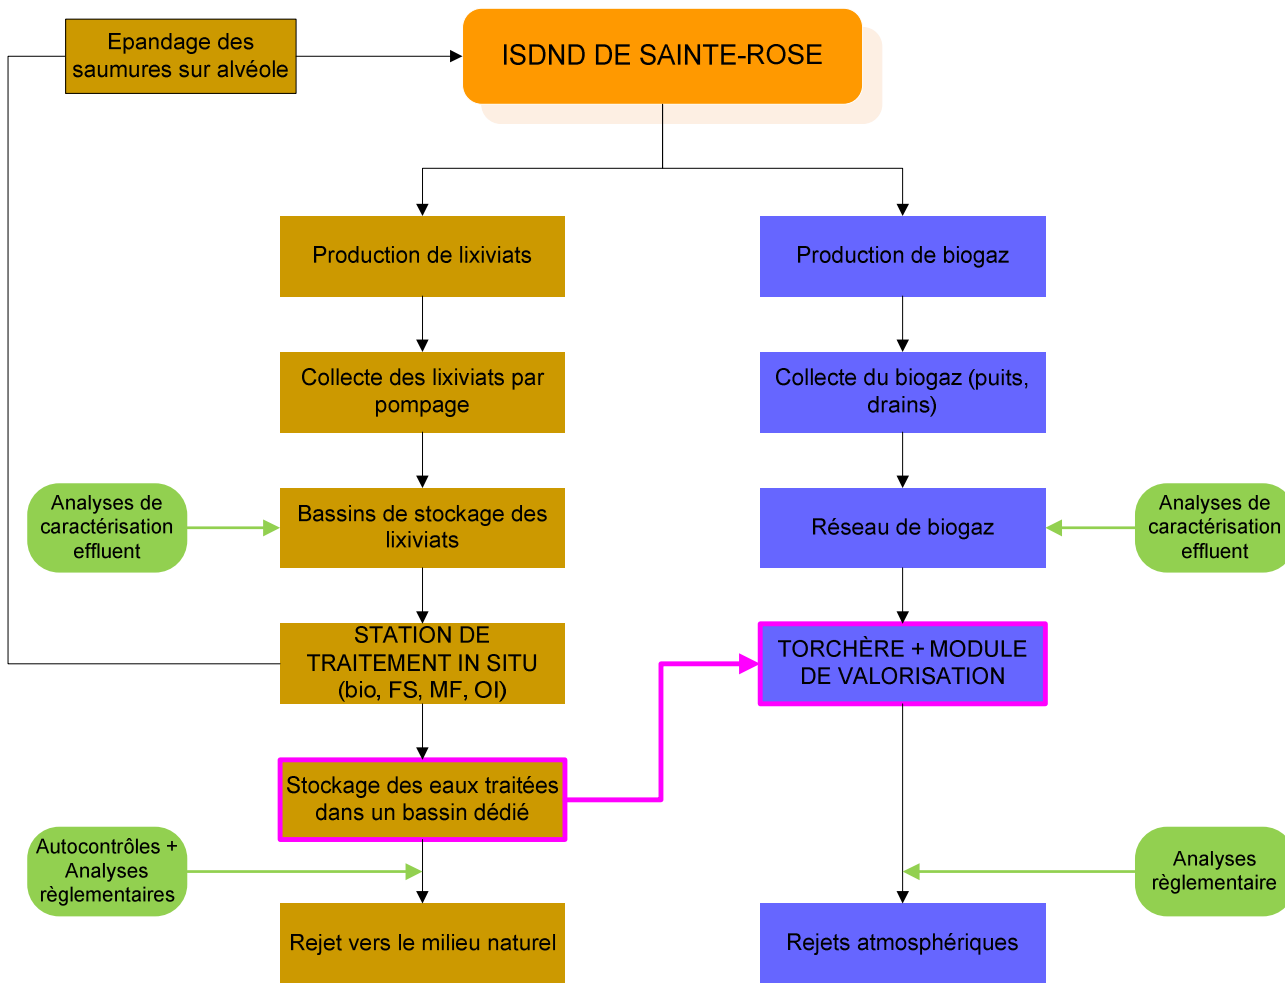 Epandage des
saumures sur alvéole
ISDND DE SAINTE-ROSE
Production de lixiviats
Production de biogaz
Collecte des lixiviats par
pompage
Collecte du biogaz (puits,
drains)
Analyses de
caractérisation
effluent
Bassins de stockage des
lixiviats
Réseau de biogaz
Analyses de
caractérisation
effluent
STATION DE
TRAITEMENT IN SITU
(bio, FS, MF, OI)
TORCHÈRE + MODULE
DE VALORISATION
Stockage des eaux traitées
dans un bassin dédié
Autocontrôles +
Analyses
règlementaires
Analyses
règlementaire
Rejet vers le milieu naturel
Rejets atmosphériques